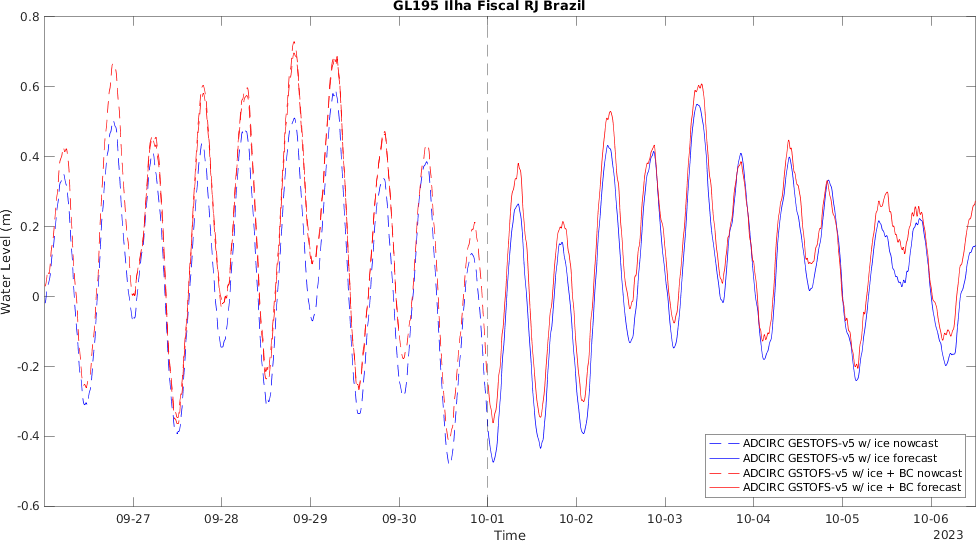 GL195 Ilha Fiscal RJ Brazil
0.8
0.6
0.4
0.2
0
-0.2
-0.4
-0.6
Water Level (m)
09-27 09-28 09-29 09-30 10-01 10-02 10-03 10-04 10-05 10-06
Time
2023
ADCIRC GESTOFS-v5 w/ ice nowcast
ADCIRC GESTOFS-v5 w/ ice forecast
ADCIRC GSTOFS-v5 w/ ice + BC nowcast
ADCIRC GSTOFS-v5 w/ ice + BC forecast